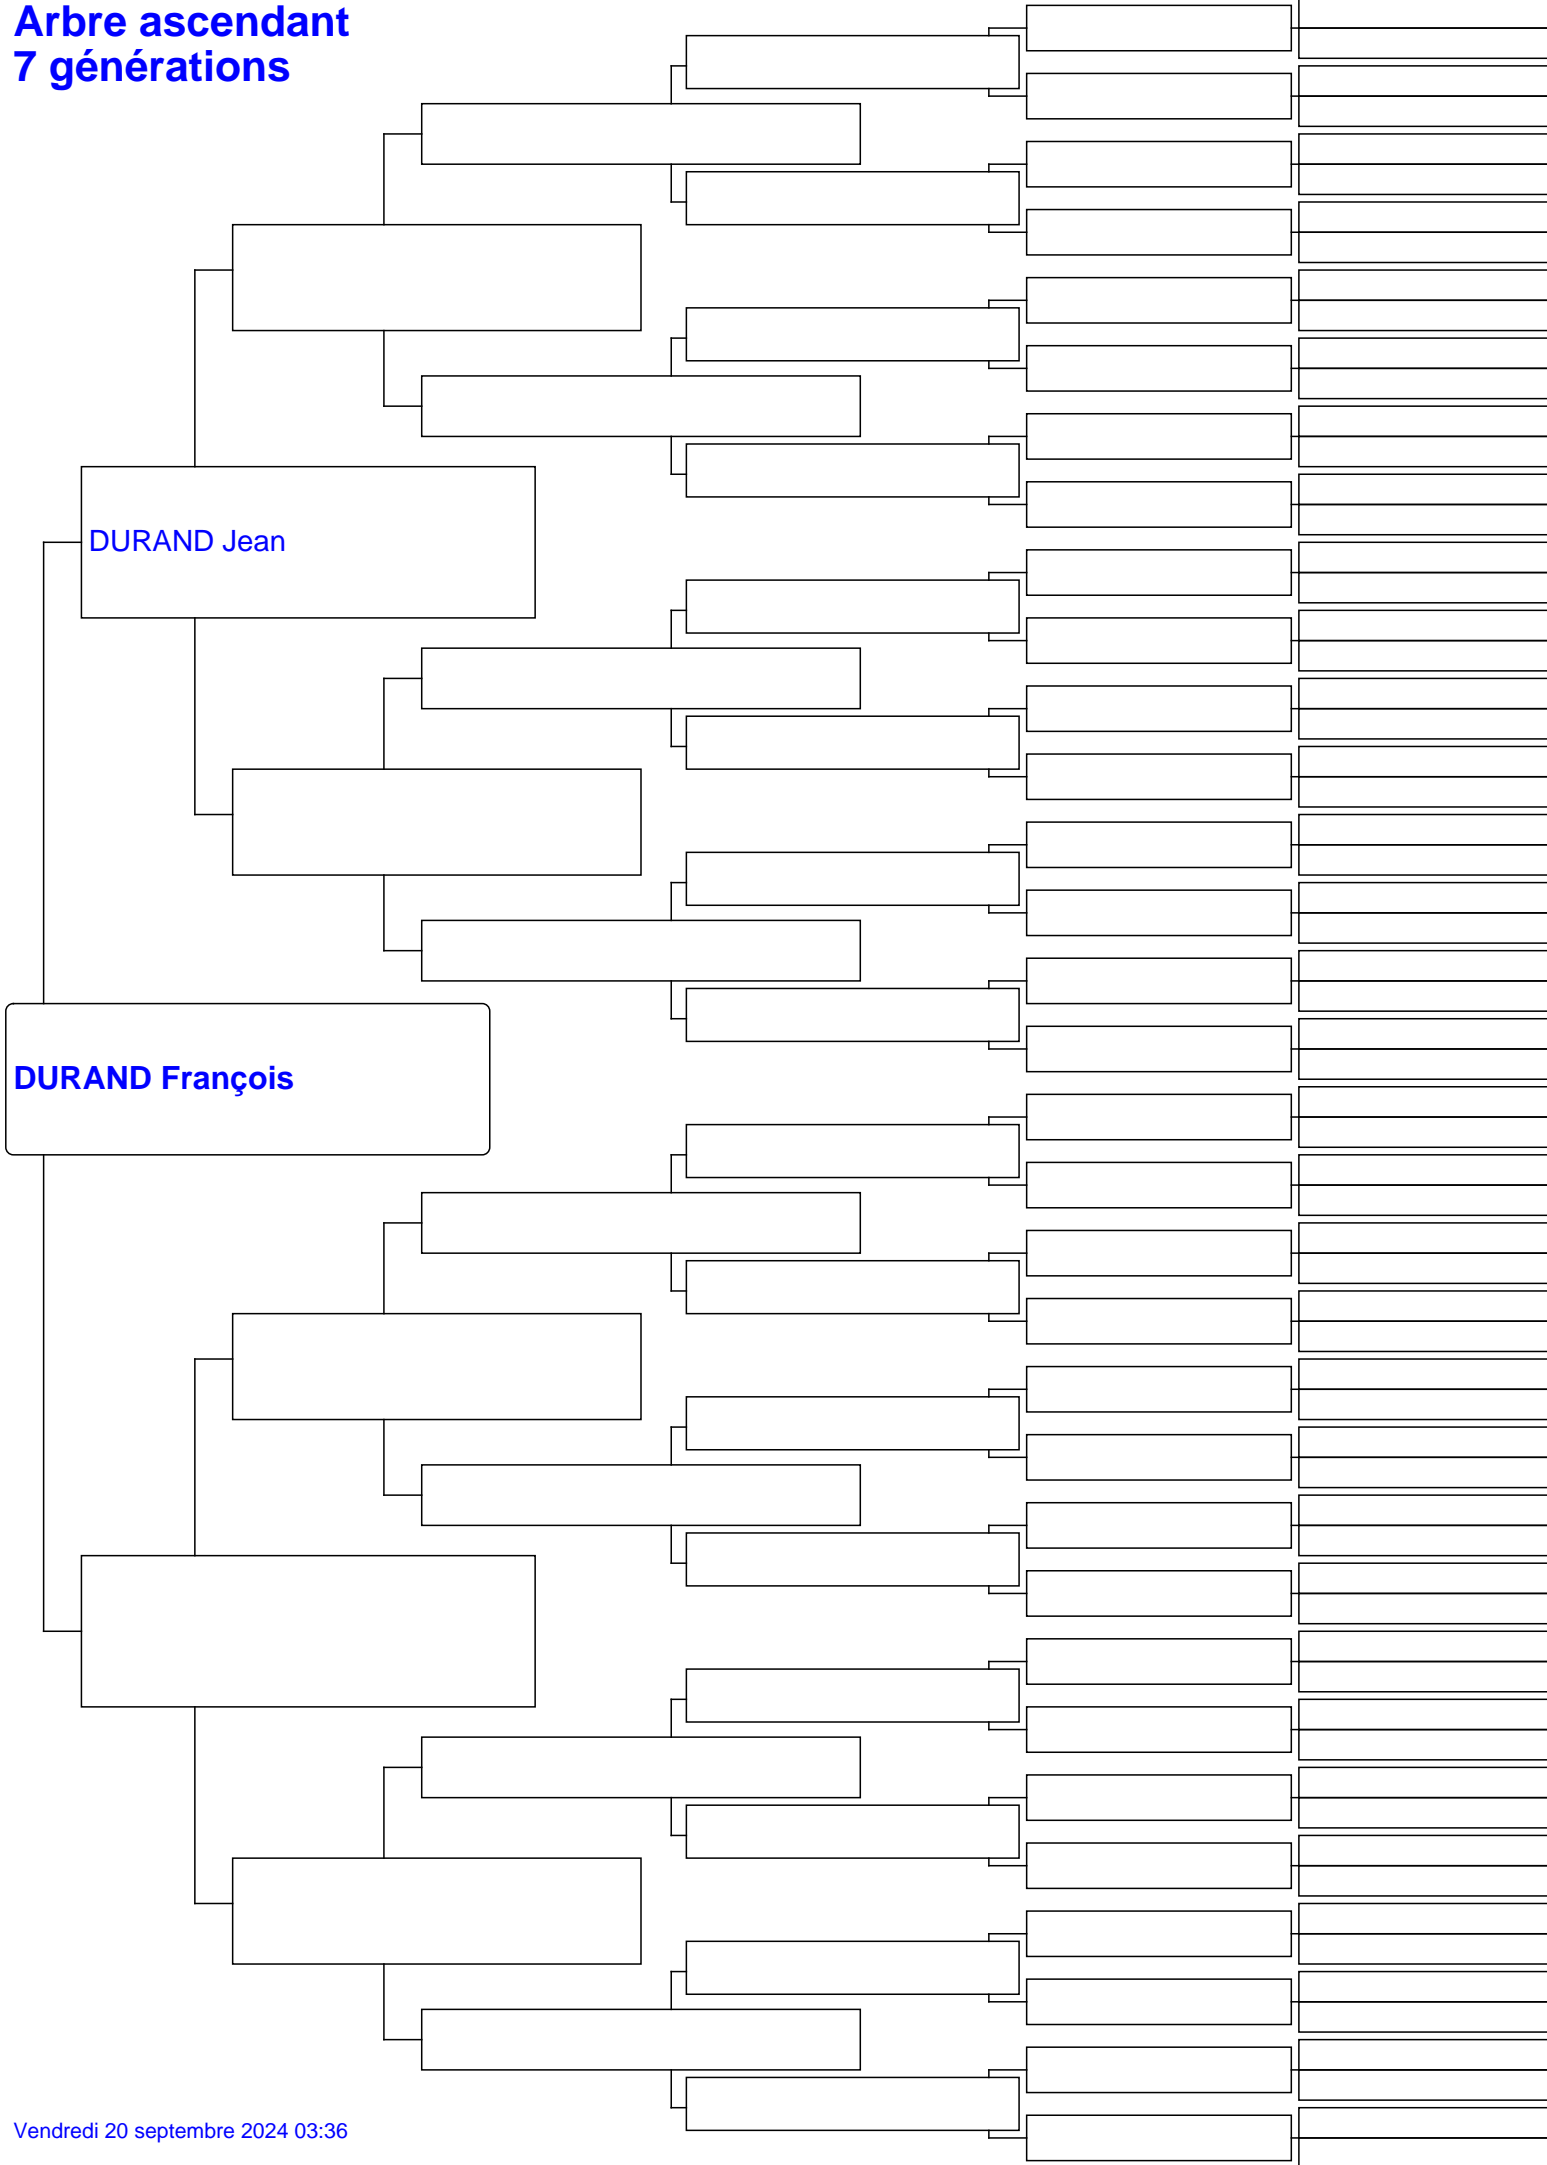 Arbre ascendant
7 générations
DURAND Jean
DURAND François
Vendredi 20 septembre 2024 03:36